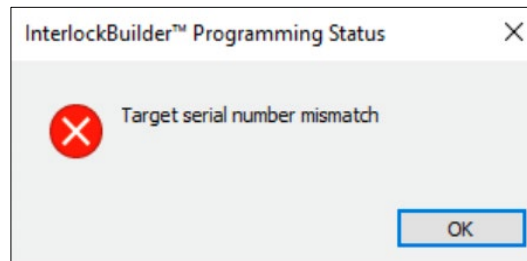 InterlockBuilder™ Programming Status
Target serial number mismatch
OK